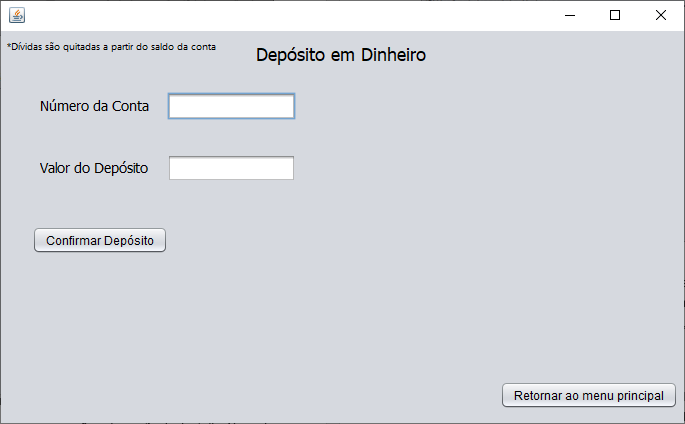 *Dívidas são quitadas a partir do saldo da conta
Depósito em Dinheiro
Número da Conta
Valor do Depósito
Confirmar Depósito
Retornar ao menu principal